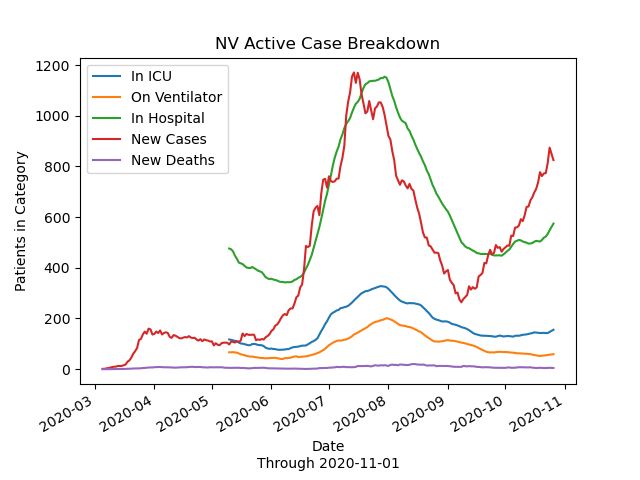 NV Active Case Breakdown
In ICU
On Ventilator
In Hospital
New Cases
New Deaths
Patients in Category
1200
1000
800
600
400
200
0
2020-03
2020-04
2020-05
2020-06
2020-07
2020-08
2020-09
2020-10
2020-11
Date
Through 2020-11-01